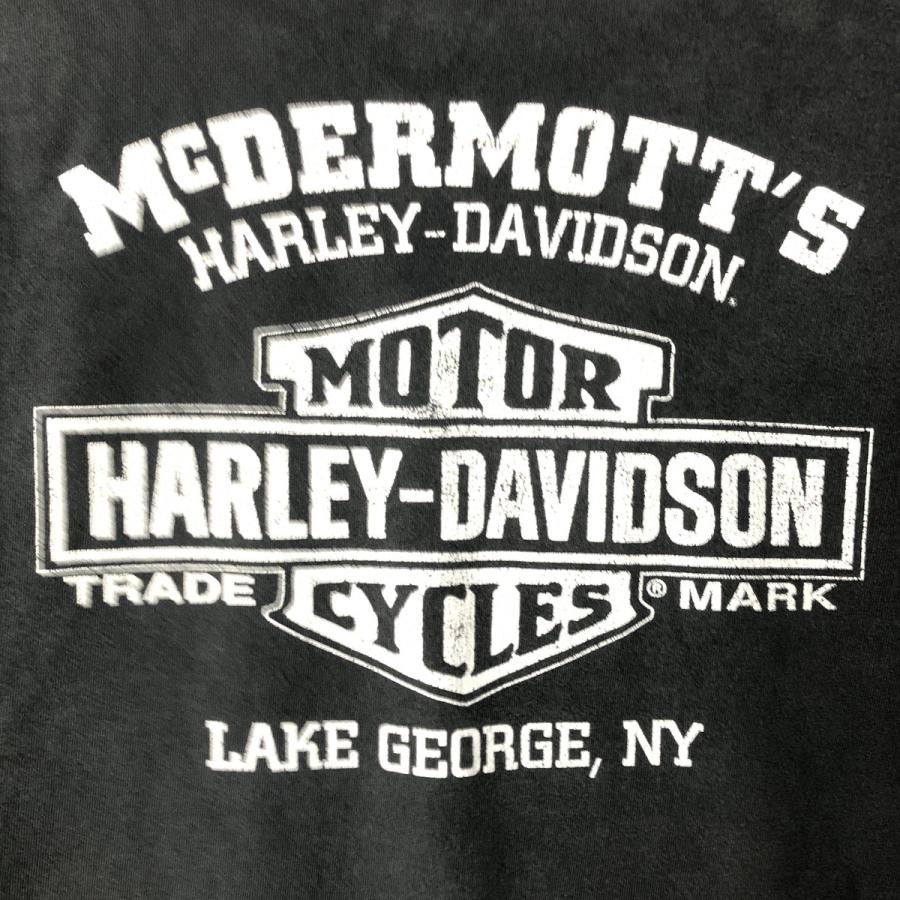 McDERMOTT'S
HARLEY-DAVIDSON.
MOTOR
HARLEY-DAVIDSON
TRADE ® MARK
CYCLES
LAKE GEORGE, NY